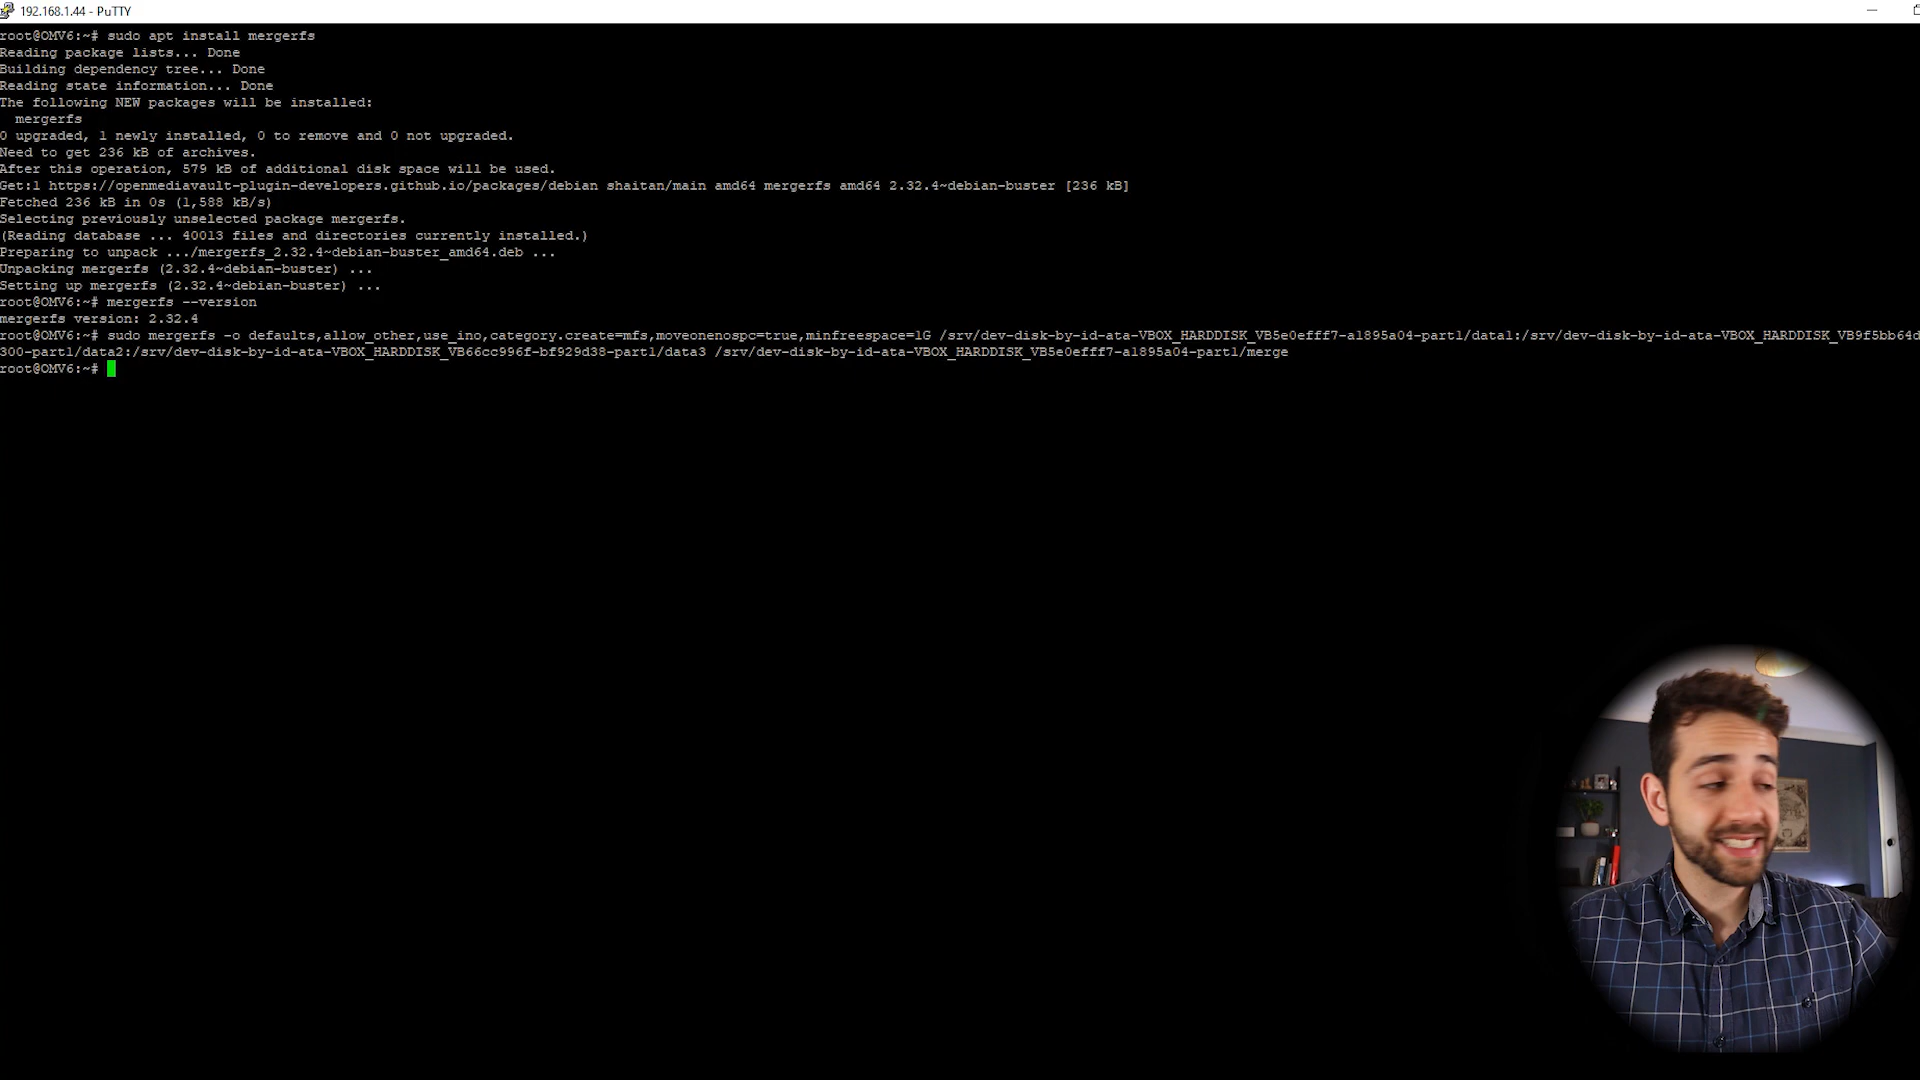 192.168.1.44 - PuTTY
root@OMV6:~# sudo apt install mergerfs
Reading package lists... Done
Building dependency tree... Done
Reading state information... Done
The following NEW packages will be installed:
  mergerfs
0 upgraded, 1 newly installed, 0 to remove and 0 not upgraded.
Need to get 236 kB of archives.
After this operation, 579 kB of additional disk space will be used.
Get:1 https://openmediavault-plugin-developers.github.io/packages/debian shaitan/main amd64 mergerfs amd64 2.32.4~debian-buster [236 kB]
Fetched 236 kB in 0s (1,588 kB/s)
Selecting previously unselected package mergerfs.
(Reading database ... 40013 files and directories currently installed.)
Preparing to unpack .../mergerfs_2.32.4~debian-buster_amd64.deb ...
Unpacking mergerfs (2.32.4~debian-buster) ...
Setting up mergerfs (2.32.4~debian-buster) ...
root@OMV6:~# mergerfs --version
mergerfs version: 2.32.4
root@OMV6:~# sudo mergerfs -o defaults,allow_other,use_ino,category.create=mfs,moveonenospc=true,minfreespace=1G /srv/dev-disk-by-id-ata-VBOX_HARDDISK_VB5e0efff7-a1895a04-part1/data1:/srv/dev-disk-by-id-ata-VBOX_HARDDISK_VB9f5bb64d
300-part1/data2:/srv/dev-disk-by-id-ata-VBOX_HARDDISK_VB66cc996f-bf929d38-part1/data3 /srv/dev-disk-by-id-ata-VBOX_HARDDISK_VB5e0efff7-a1895a04-part1/merge
root@OMV6:~#